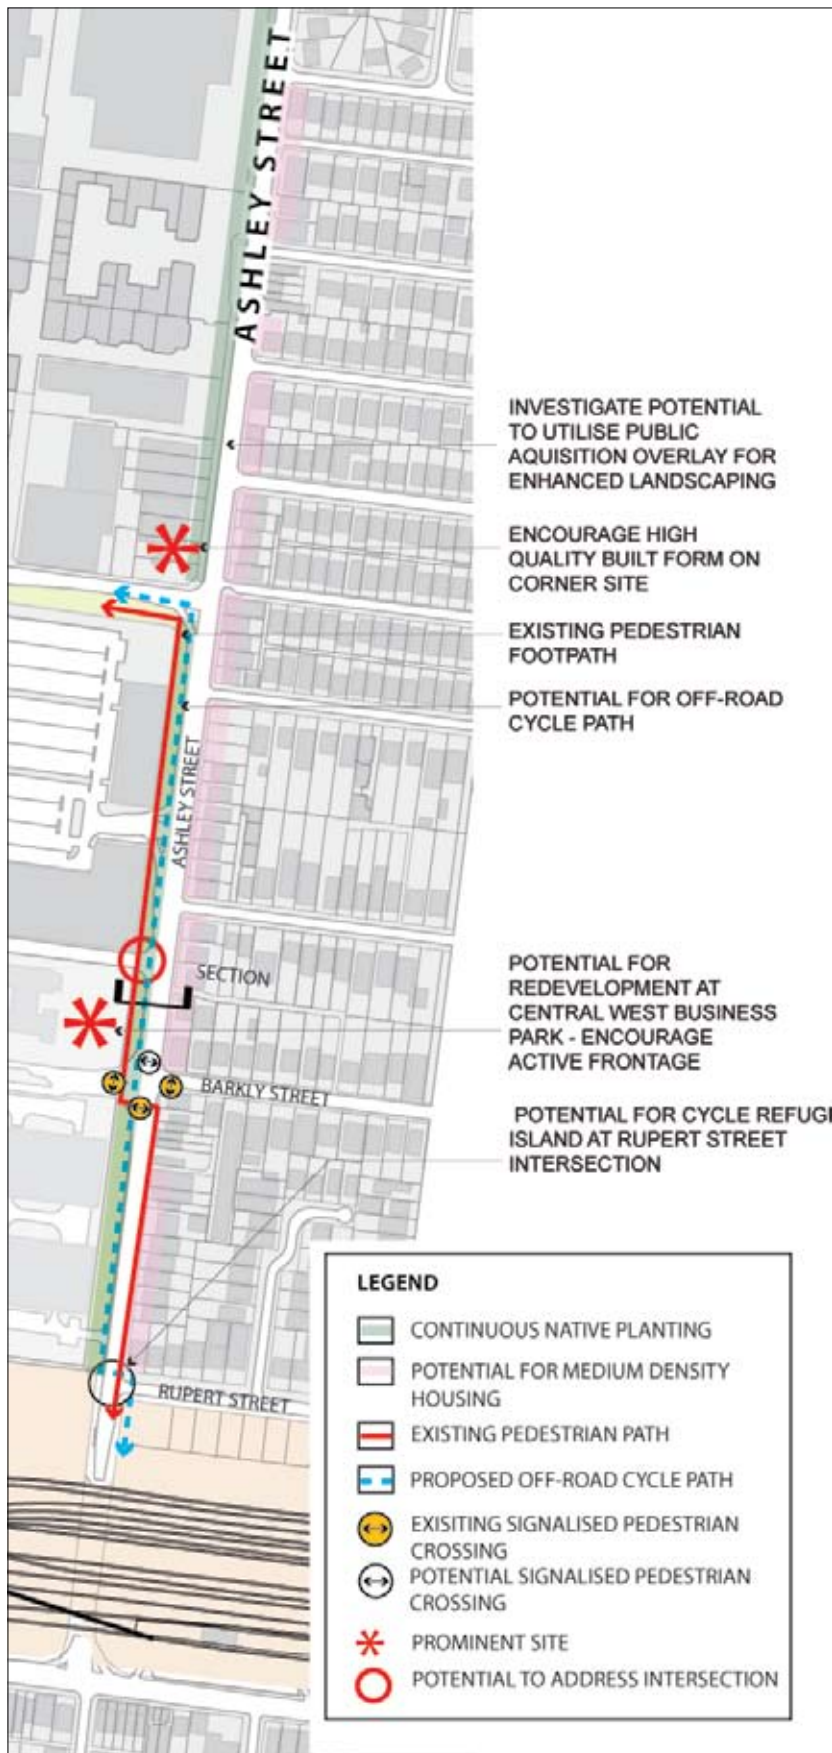 ASHLEY STREET
INVESTIGATE POTENTIAL
TO UTILISE PUBLIC
AQUISITION OVERLAY FOR
ENHANCED LANDSCAPING
ENCOURAGE HIGH
QUALITY BUILT FORM ON
CORNER SITE
EXISTING PEDESTRIAN
FOOTPATH
POTENTIAL FOR OFF-ROAD
CYCLE PATH
ASHLEY STREET
SECTION
POTENTIAL FOR
REDEVELOPMENT AT
CENTRAL WEST BUSINESS
PARK - ENCOURAGE
ACTIVE FRONTAGE
BARKLY STREET
POTENTIAL FOR CYCLE REFUGE
ISLAND AT RUPERT STREET
INTERSECTION
RUPERT STREET
LEGEND
CONTINUOUS NATIVE PLANTING
POTENTIAL FOR MEDIUM DENSITY
HOUSING
EXISTING PEDESTRIAN PATH
PROPOSED OFF-ROAD CYCLE PATH
EXISITING SIGNALISED PEDESTRIAN
CROSSING
POTENTIAL SIGNALISED PEDESTRIAN
CROSSING
PROMINENT SITE
POTENTIAL TO ADDRESS INTERSECTION